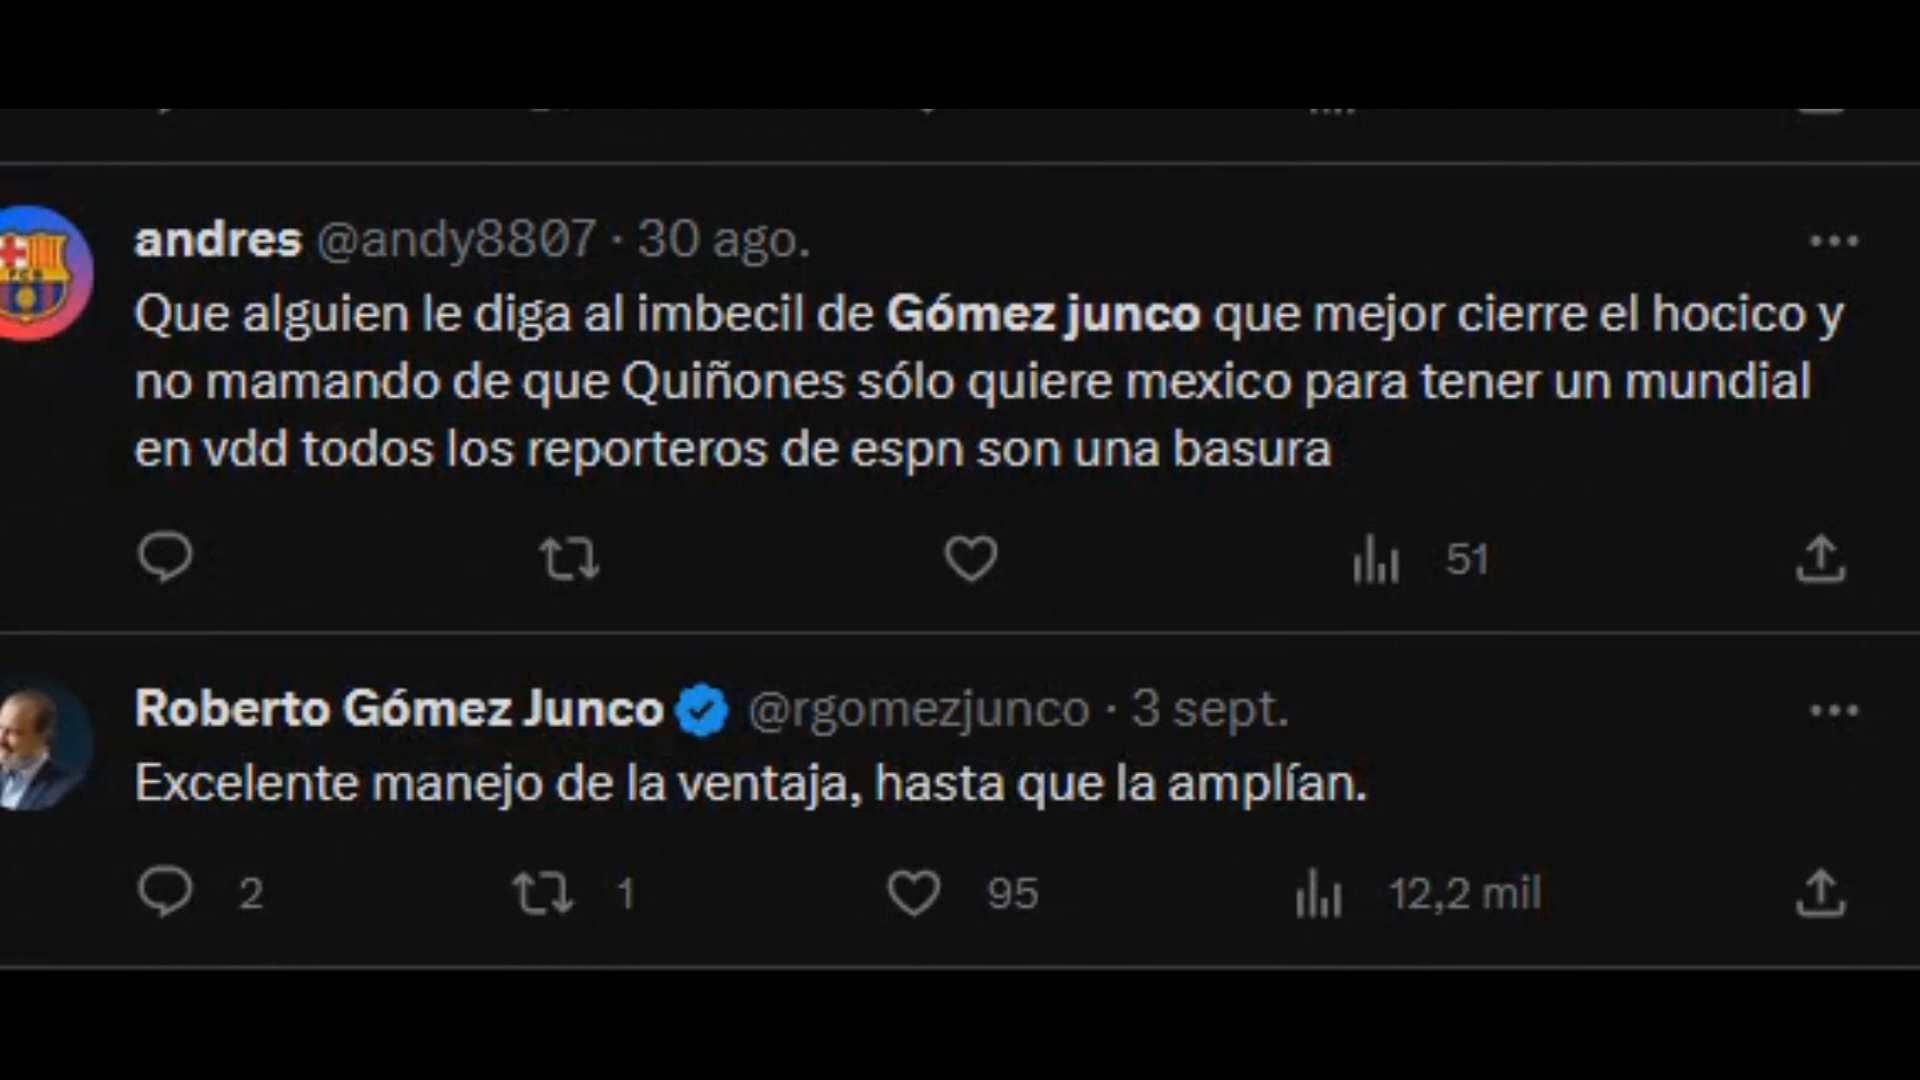 andres @andy8807 · 30 ago.
Que alguien le diga al imbecil de Gómez junco que mejor cierre el hocico y
no mamando de que Quiñones sólo quiere mexico para tener un mundial
en vdd todos los reporteros de espn son una basura
51
Roberto Gómez Junco @rgomezjunco · 3 sept.
Excelente manejo de la ventaja, hasta que la amplían.
2 1 95 12,2 mil